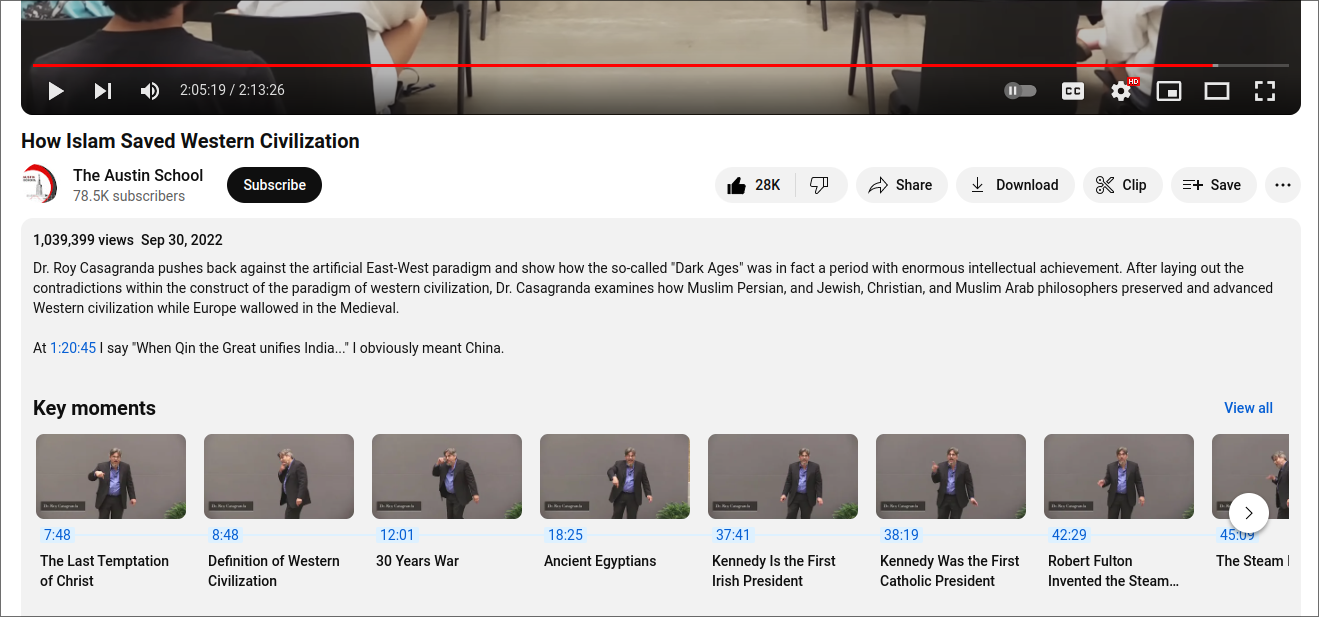 2:05:19 / 2:13:26
CC
HD
How Islam Saved Western Civilization
The Austin School
78.5K subscribers
Subscribe
28K
Share
Download
Clip
Save
1,039,399 views Sep 30, 2022
Dr. Roy Casagranda pushes back against the artificial East-West paradigm and show how the so-called "Dark Ages" was in fact a period with enormous intellectual achievement. After laying out the
contradictions within the construct of the paradigm of western civilization, Dr. Casagranda examines how Muslim Persian, and Jewish, Christian, and Muslim Arab philosophers preserved and advanced
Western civilization while Europe wallowed in the Medieval.
At 1:20:45 I say "When Qin the Great unifies India..." I obviously meant China.
Key moments
View all
7:48
The Last Temptation
of Christ
8:48
Definition of Western
Civilization
12:01
30 Years War
18:25
Ancient Egyptians
37:41
Kennedy Is the First
Irish President
38:19
Kennedy Was the First
Catholic President
42:29
Robert Fulton
Invented the Steam...
45:09
The Steam